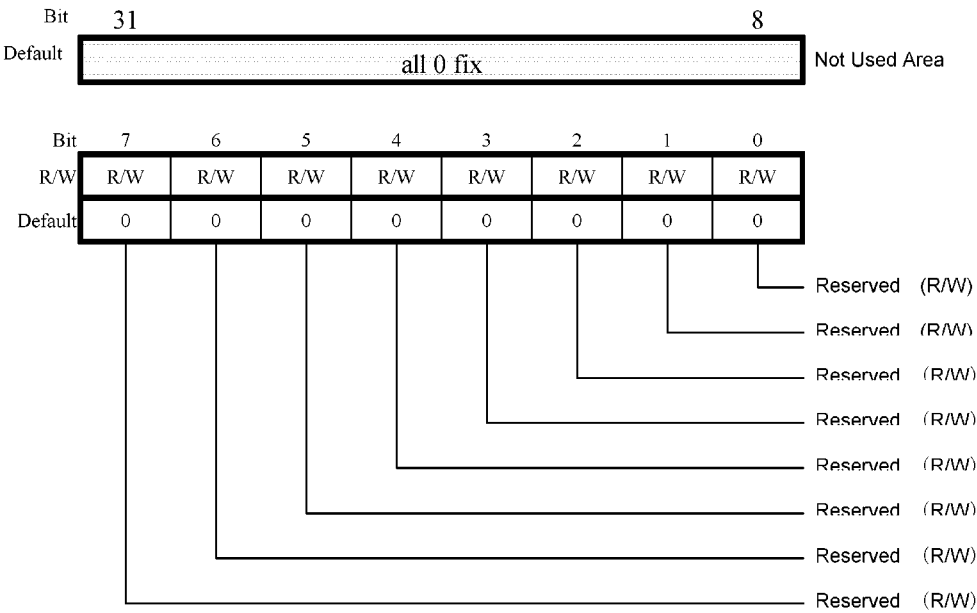 Bit 31 8
Default all 0 fix Not Used Area
Bit 7 6 5 4 3 2 1 0
R/W R/W R/W R/W R/W R/W R/W R/W R/W
Default 0 0 0 0 0 0 0 0
Reserved (R/W)
Reserved (R/W)
Reserved (R/W)
Reserved (R/W)
Reserved (R/W)
Reserved (R/W)
Reserved (R/W)
Reserved (R/W)